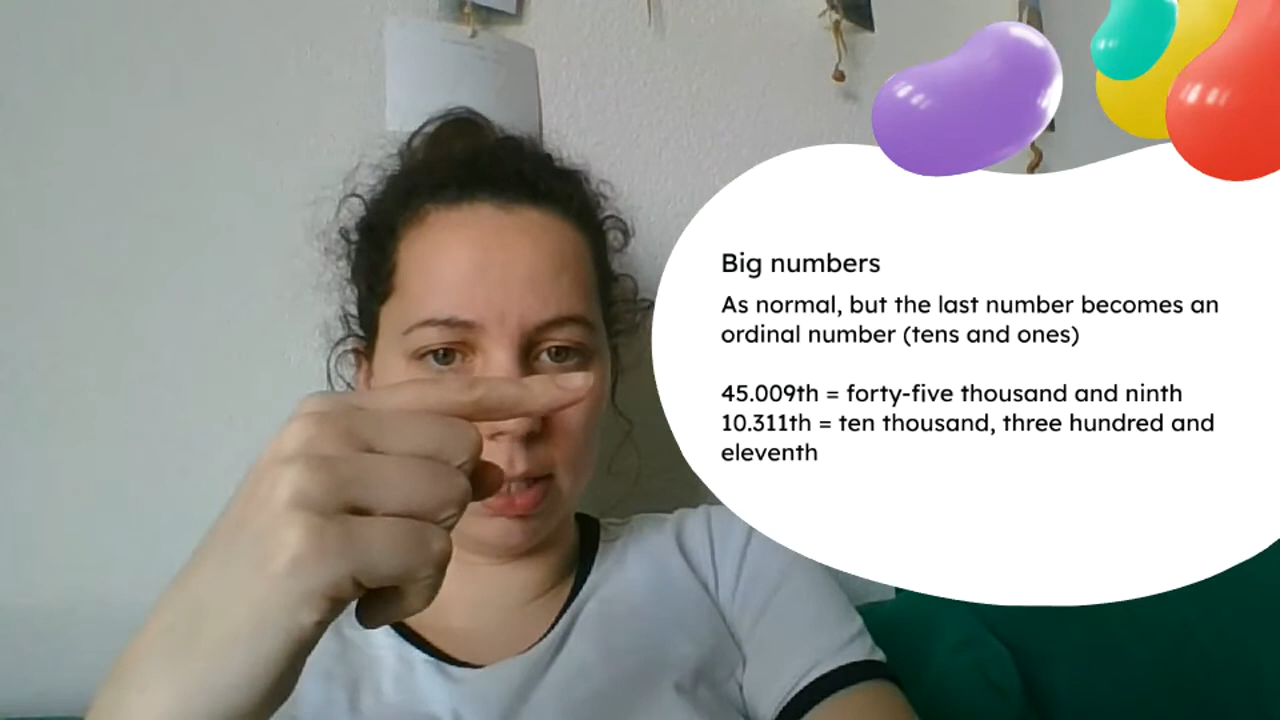 Big numbers
As normal, but the last number becomes an
ordinal number (tens and ones)
45.009th = forty-five thousand and ninth
10.311th = ten thousand, three hundred and
eleventh